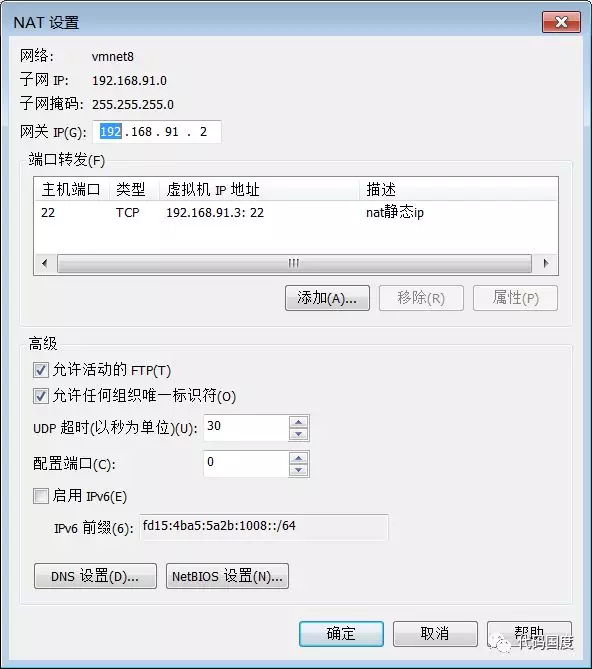 NAT 设置
网络: vmnet8
子网 IP: 192.168.91.0
子网掩码: 255.255.255.0
网关 IP(G): 192.168.91.2
端口转发(F)
主机端口 类型 虚拟机 IP 地址 描述
22 TCP 192.168.91.3: 22 nat静态ip
添加(A)... 移除(R) 属性(P)
高级
允许活动的 FTP(T)
允许任何组织唯一标识符(O)
UDP 超时(以秒为单位)(U): 30
配置端口(C): 0
启用 IPv6(E)
IPv6 前缀(6): fd15:4ba5:5a2b:1008::/64
DNS 设置(D)... NetBIOS 设置(N)...
确定 取消 帮助
代码国度